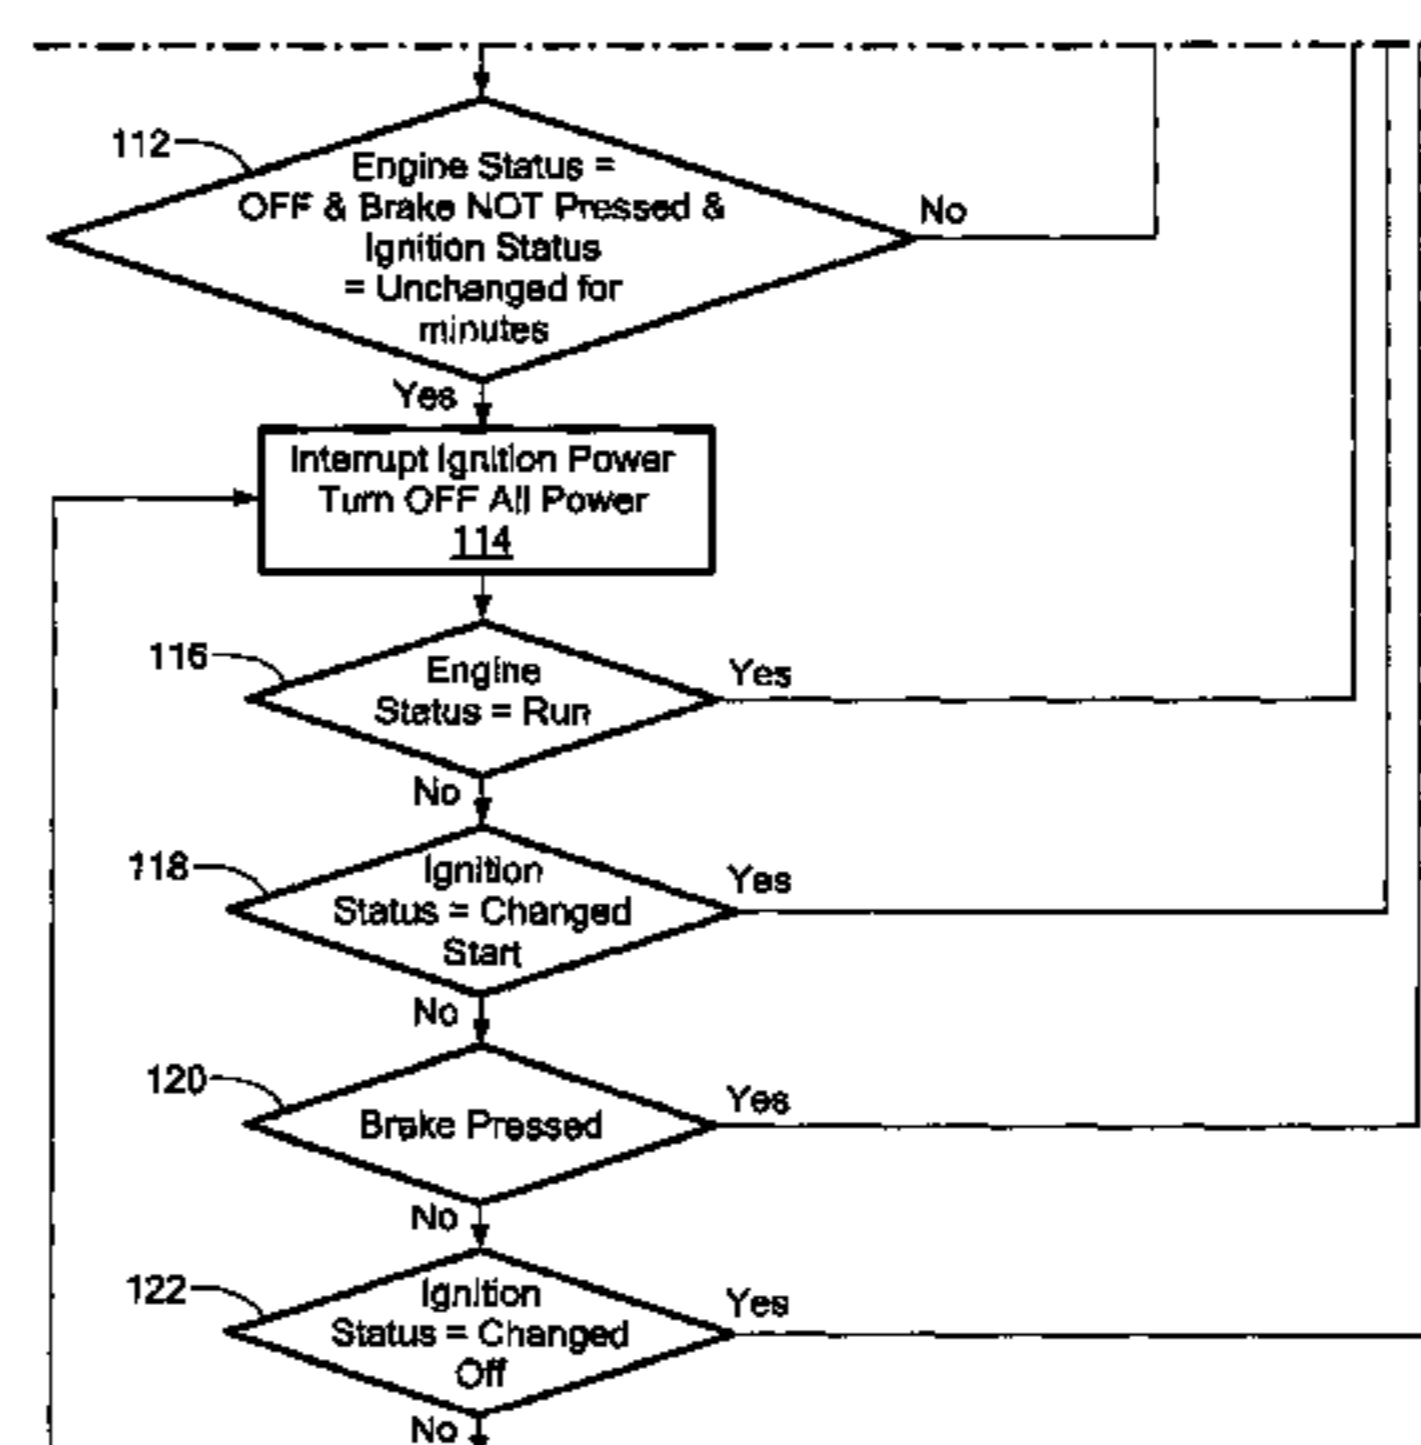 112
Engine Status =
OFF & Brake NOT Pressed &
Ignition Status
= Unchanged for
minutes
No
Yes
Interrupt Ignition Power
Turn OFF All Power
114
116
Engine
Status = Run
Yes
No
118
Ignition
Status = Changed
Start
Yes
No
120
Brake Pressed
Yes
No
122
Ignition
Status = Changed
Off
Yes
No